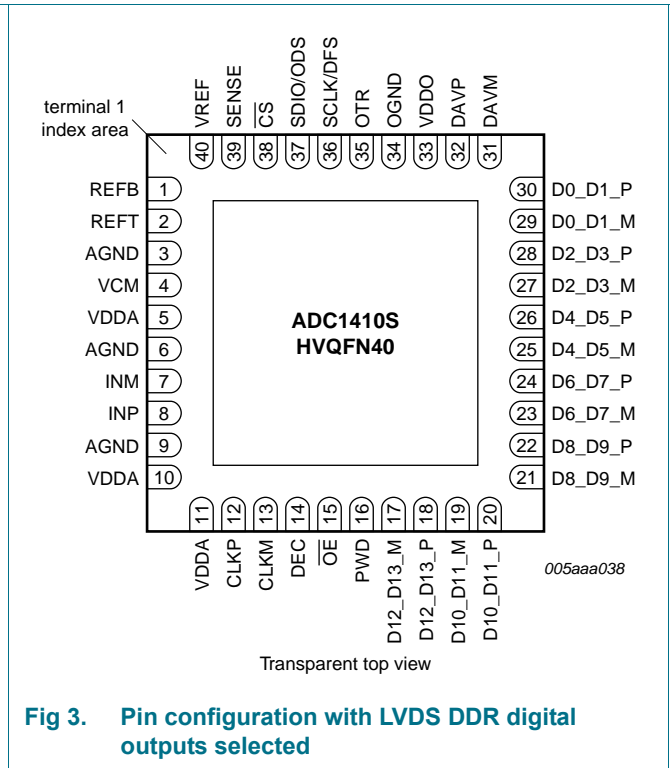 terminal 1
index area
VREF
SENSE
CS
SDIO/ODS
SCLK/DFS
OTR
OGND
VDDO
DAVP
DAVM
40
39
38
37
36
35
34
33
32
31
REFB 1
REFT 2
AGND 3
VCM 4
VDDA 5
AGND 6
INM 7
INP 8
AGND 9
VDDA 10
ADC1410S
HVQFN40
30 D0_D1_P
29 D0_D1_M
28 D2_D3_P
27 D2_D3_M
26 D4_D5_P
25 D4_D5_M
24 D6_D7_P
23 D6_D7_M
22 D8_D9_P
21 D8_D9_M
11
12
13
14
15
16
17
18
19
20
VDDA
CLKP
CLKM
DEC
OE
PWD
D12_D13_M
D12_D13_P
D10_D11_M
D10_D11_P
005aaa038
Transparent top view
Fig 3. Pin configuration with LVDS DDR digital
outputs selected